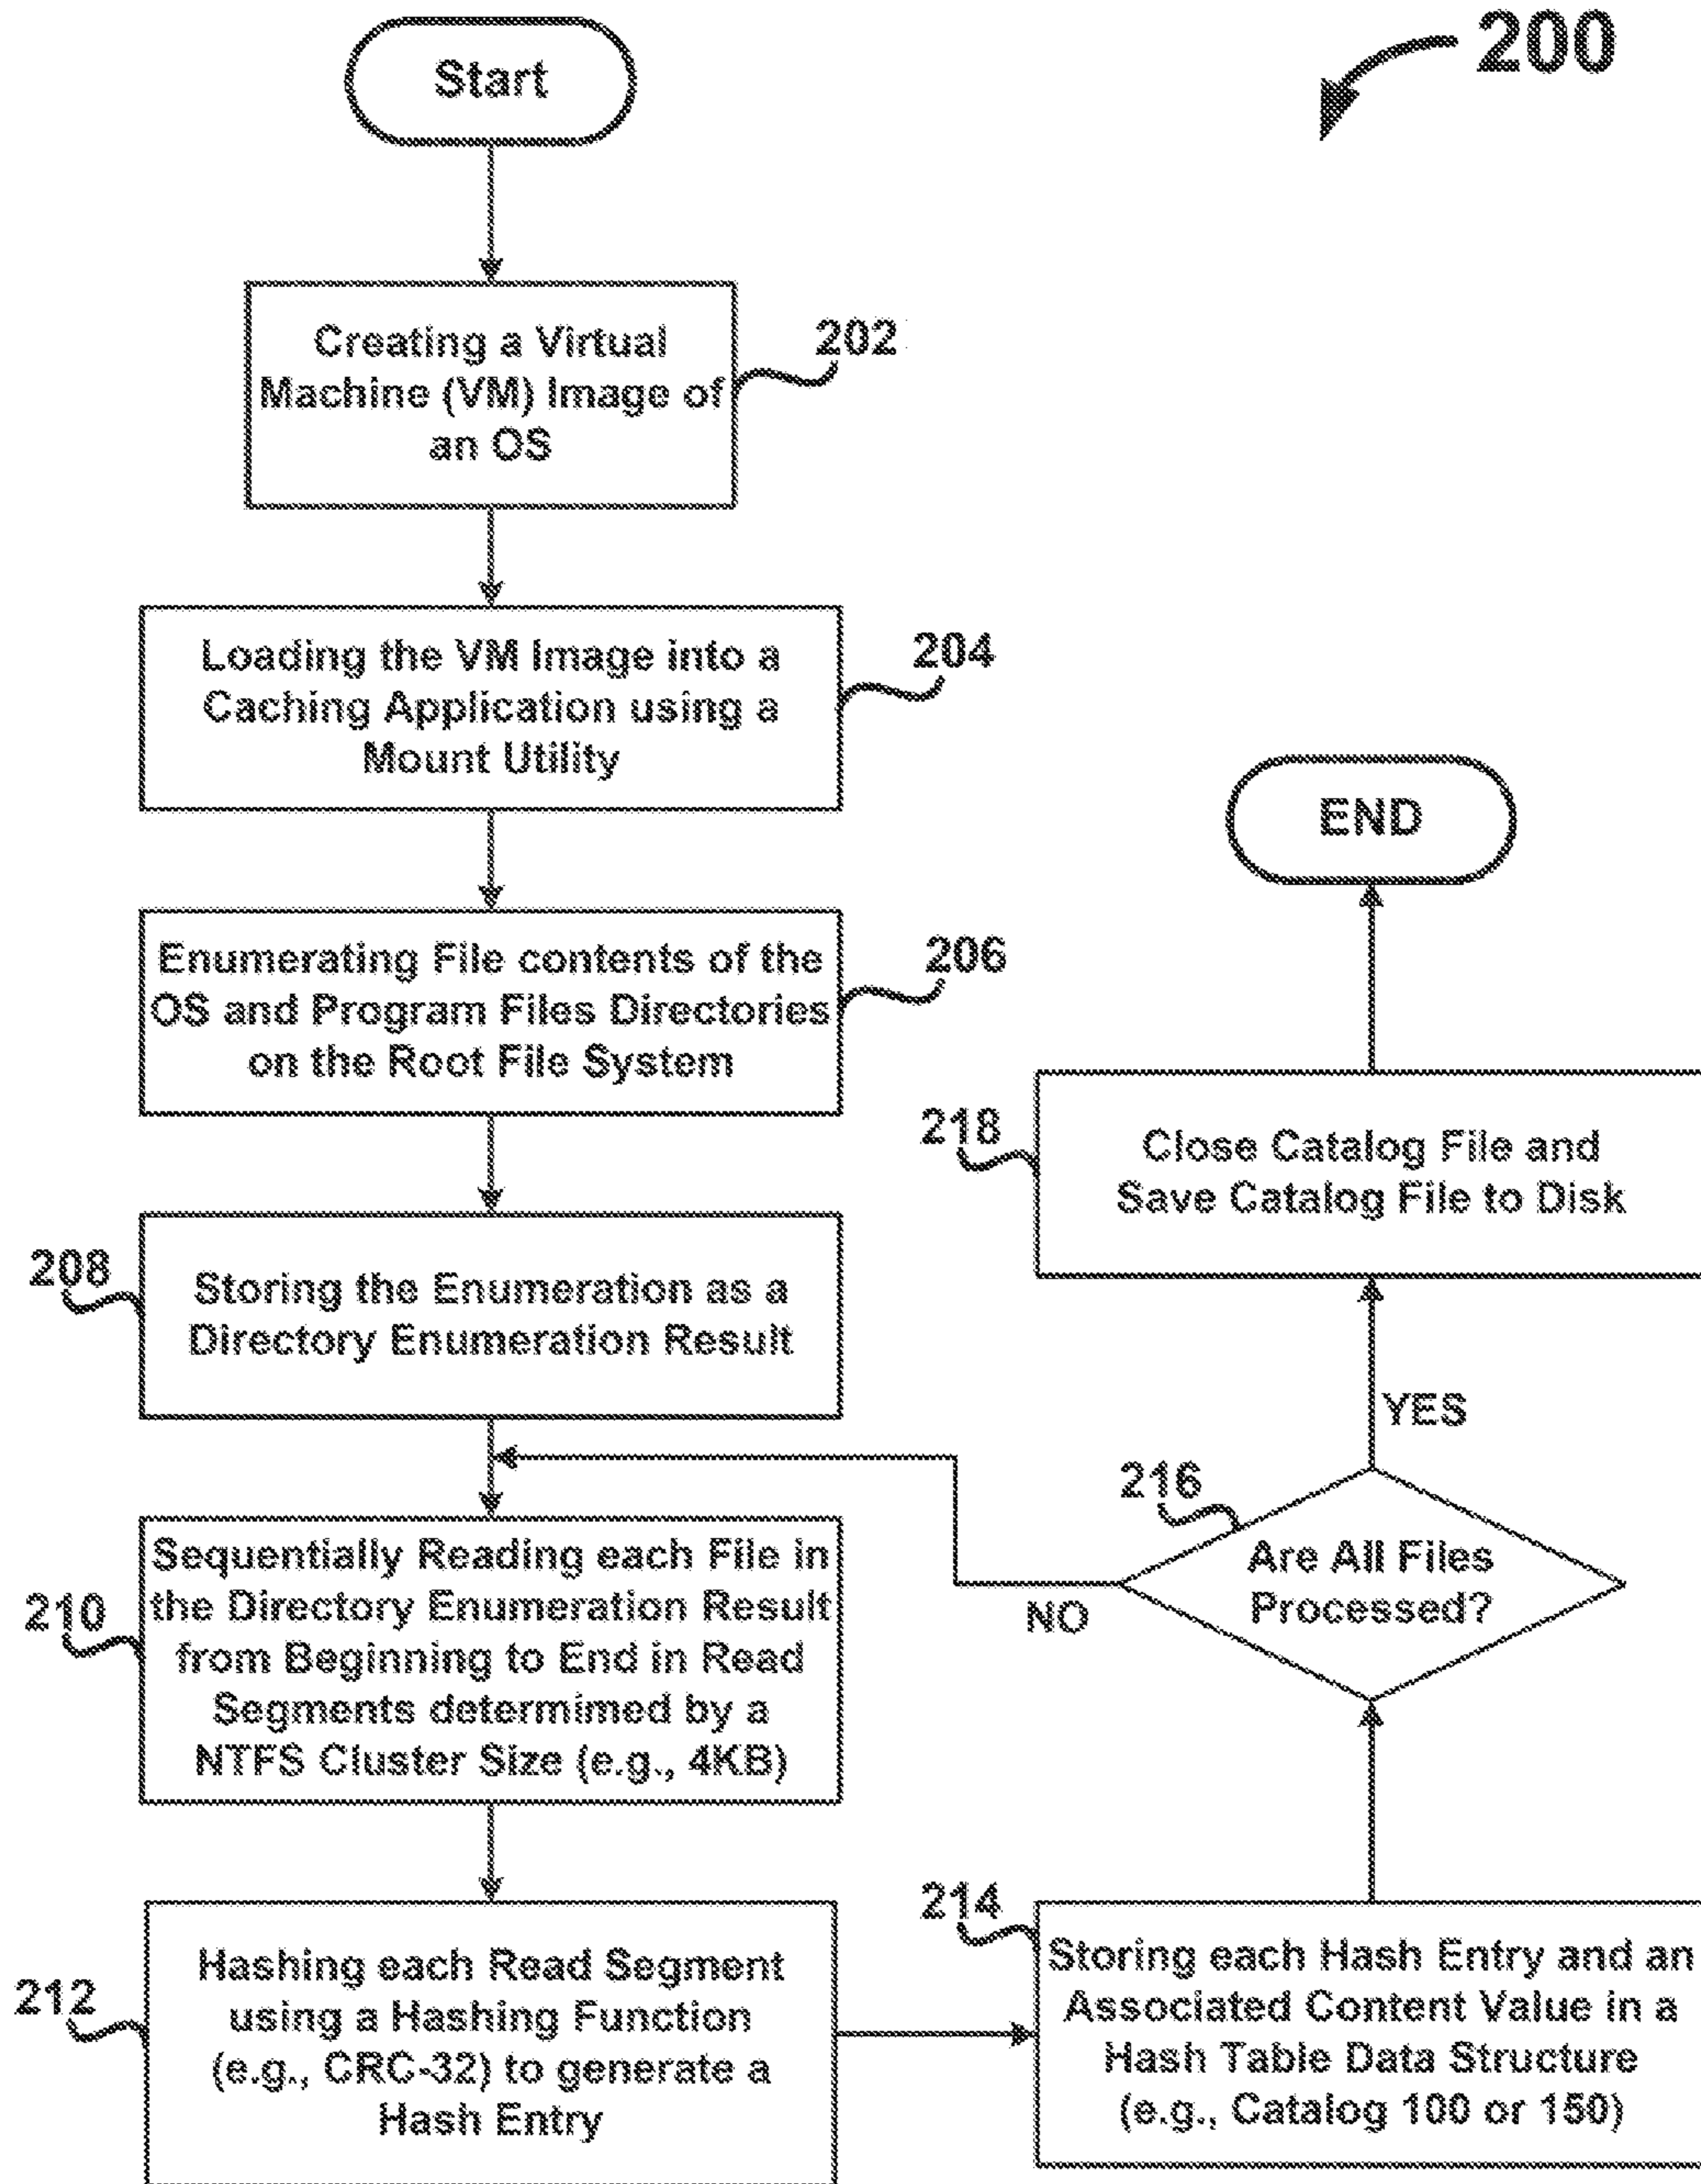 200
Start
Creating a Virtual
Machine (VM) Image of
an OS
202
Loading the VM Image into a
Caching Application using a
Mount Utility
204
Enumerating File contents of the
OS and Program Files Directories
on the Root File System
206
208
Storing the Enumeration as a
Directory Enumeration Result
210
Sequentially Reading each File in
the Directory Enumeration Result
from Beginning to End in Read
Segments determimed by a
NTFS Cluster Size (e.g., 4KB)
212
Hashing each Read Segment
using a Hashing Function
(e.g., CRC-32) to generate a
Hash Entry
214
Storing each Hash Entry and an
Associated Content Value in a
Hash Table Data Structure
(e.g., Catalog 100 or 150)
216
Are All Files
Processed?
NO
YES
218
Close Catalog File and
Save Catalog File to Disk
END